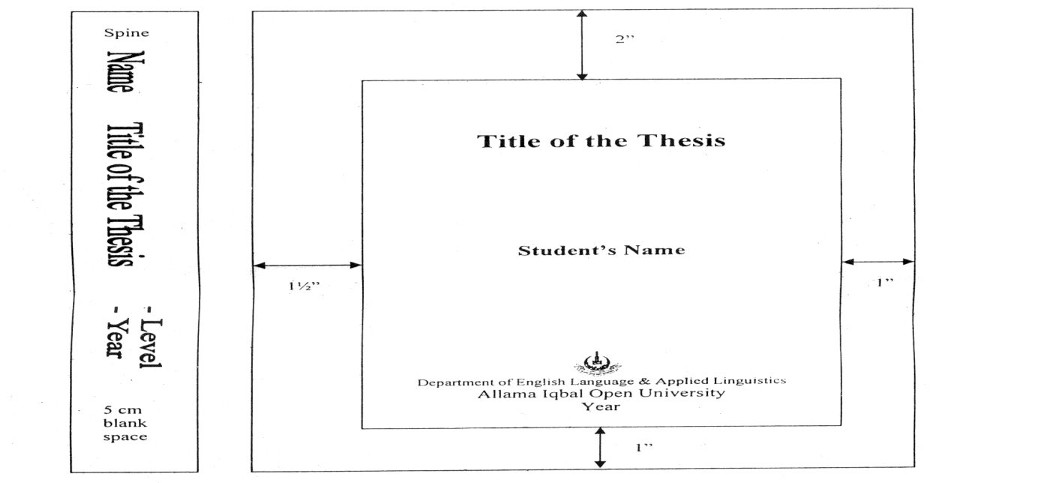 Spine
Name
Title of the Thesis
- Level
- Year
5 cm
blank
space
2”
Title of the Thesis
Student’s Name
1½”
1”
Department of English Language & Applied Linguistics
Allama Iqbal Open University
Year
1”